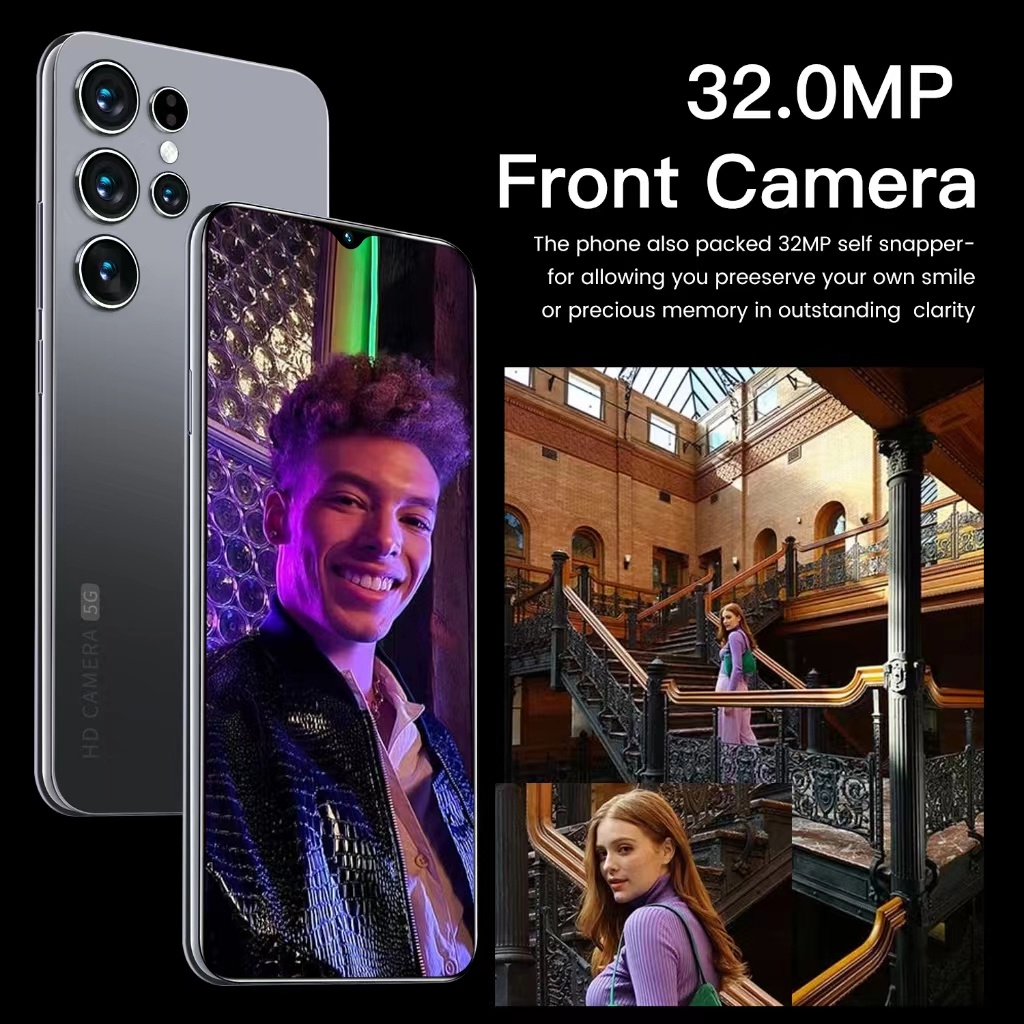 32.0MP
Front Camera
The phone also packed 32MP self snapper-
for allowing you preeserve your own smile
or precious memory in outstanding  clarity
HD CAMERA 5G